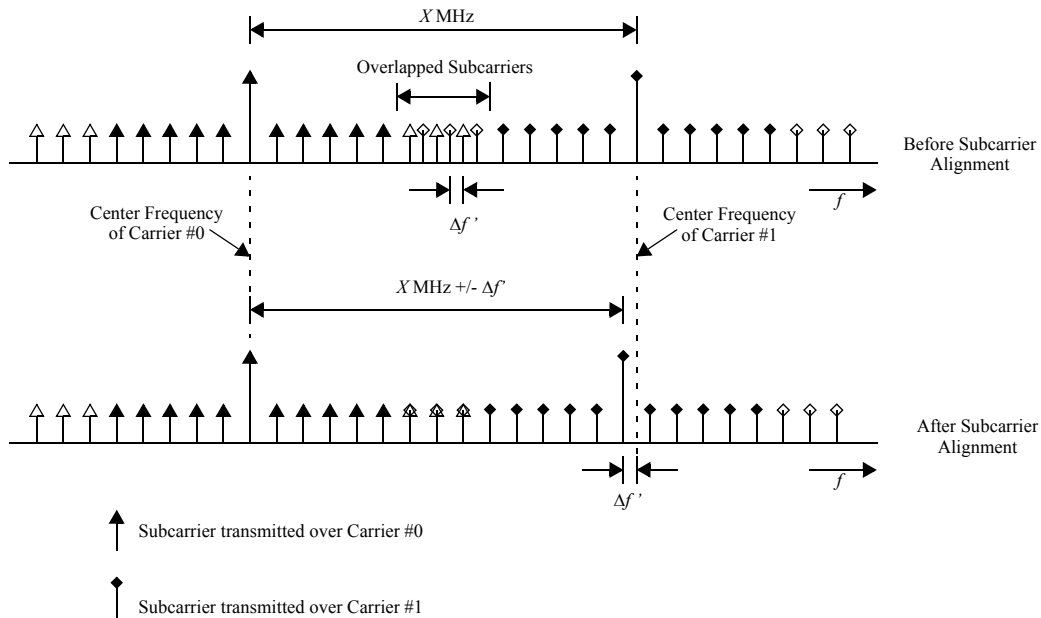 X MHz
Overlapped Subcarriers
Before Subcarrier
Alignment
f
Δf ’
Center Frequency
of Carrier #0
Center Frequency
of Carrier #1
X MHz +/- Δf’
After Subcarrier
Alignment
f
Δf ’
Subcarrier transmitted over Carrier #0
Subcarrier transmitted over Carrier #1